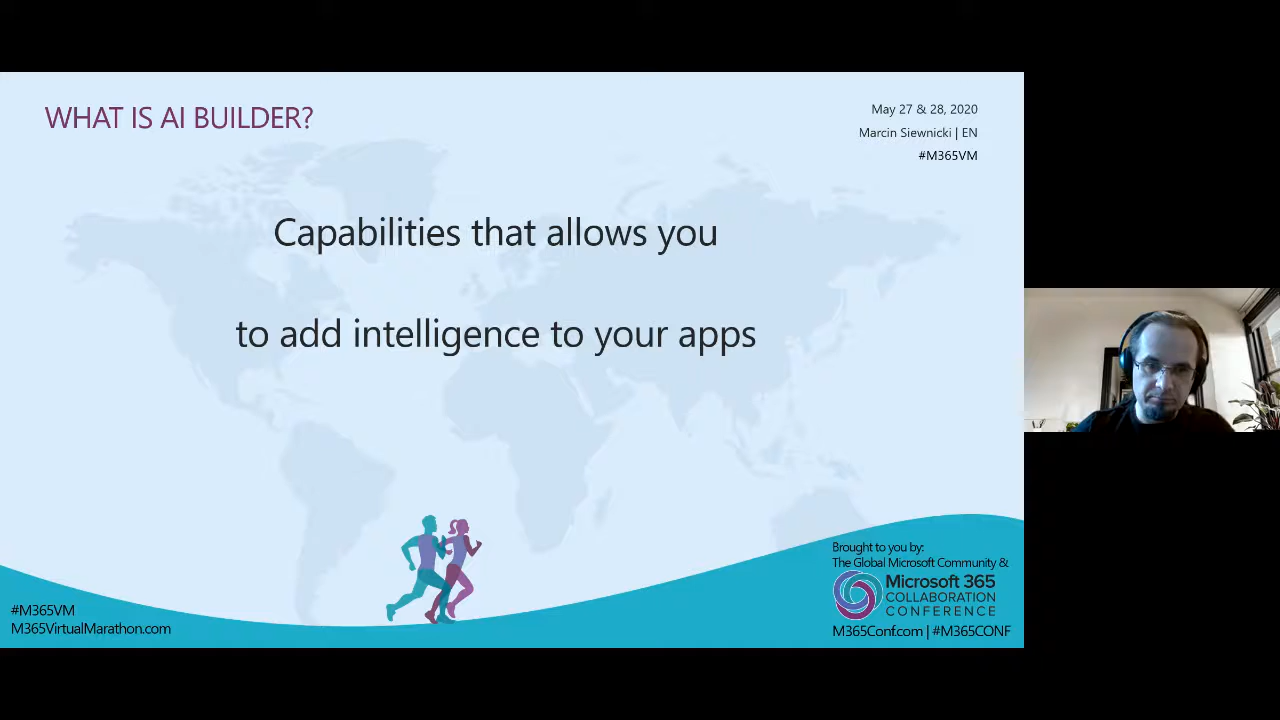 WHAT IS AI BUILDER?
May 27 & 28, 2020
Marcin Siewnicki | EN
#M365VM
Capabilities that allows you
to add intelligence to your apps
Brought to you by:
The Global Microsoft Community &
Microsoft 365
COLLABORATION
CONFERENCE
M365Conf.com | #M365CONF
#M365VM
M365VirtualMarathon.com